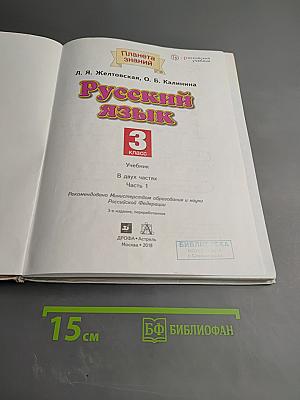 Планета
знаний
российский
учебник
Л. Я. Желтовская, О. Б. Калинина
Русский
язык
3
класс
Учебник
В двух частях
Часть 1
Рекомендовано Министерством образования и науки
Российской Федерации
3-е издание, переработанное
ДРОФА • Астрель
Москва • 2018
БИБЛИОТЕКА
15 см
БФ БИБЛИОФАН